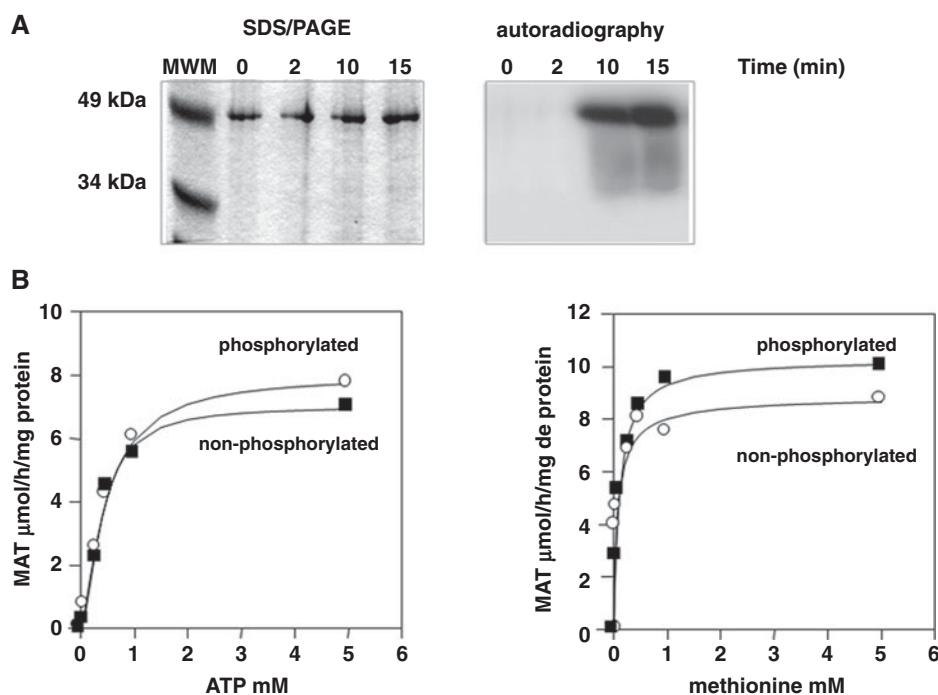 A
SDS/PAGE
autoradiography
MWM 0 2 10 15
0 2 10 15 Time (min)
49 kDa
34 kDa
B
10
8
6
4
2
0
MAT μmol/h/mg protein
phosphorylated
non-phosphorylated
0 1 2 3 4 5 6
ATP mM
12
10
8
6
4
2
0
MAT μmol/h/mg de protein
phosphorylated
non-phosphorylated
0 1 2 3 4 5 6
methionine mM